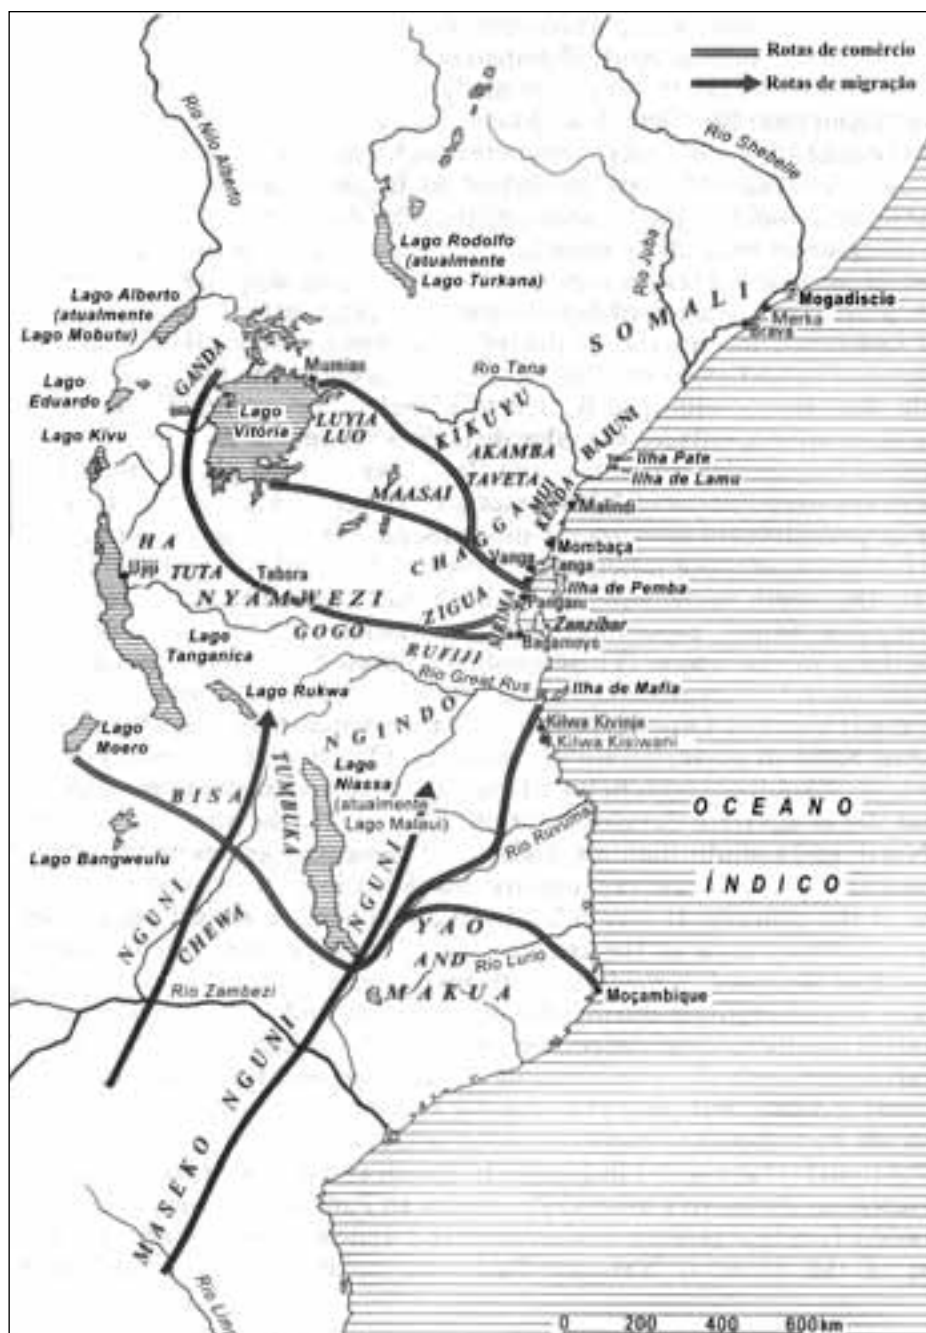 Rotas de comércio
Rotas de migração
Rio Nilo Alberto
Rio Shebelle
Rio Juba
Lago Rodolfo
(atualmente
Lago Turkana)
SOMALI
Mogadiscio
Merka
Brava
Lago Alberto
(atualmente
Lago Mobutu)
GANDA
Mumias
Rio Tana
Lago
Eduardo
Lago
Vitória
LUYIA
LUO
KIKUYU
AKAMBA
BAJUNI
Lago Kivu
Ilha Pate
Ilha de Lamu
TAVETA
MAASAI
MIJI
KENDA
Malindi
CHAGGA
Mombaça
HA
Ujiji
TUTA
Tabora
Vanga
Tanga
Ilha de Pemba
NYAMWEZI
ZIGUA
Pangani
MRIMA
Zanzibar
GOGO
Bagamoyo
Lago
Tanganica
RUFIJI
Rio Great Rus
Lago Rukwa
Ilha de Mafia
Lago
Moero
NGINDO
Kilwa Kivinje
Kilwa Kisiwani
TUMBUKA
Lago
Niassa
(atualmente
Lago Malaui)
BISA
OCEANO
ÍNDICO
Rio Ruvuma
Lago Bangweulu
NGUNI
NGUNI
CHEWA
YAO
AND
MAKUA
Rio Lurio
Rio Zambezi
Moçambique
MASEKO NGUNI
0 200 400 600 km